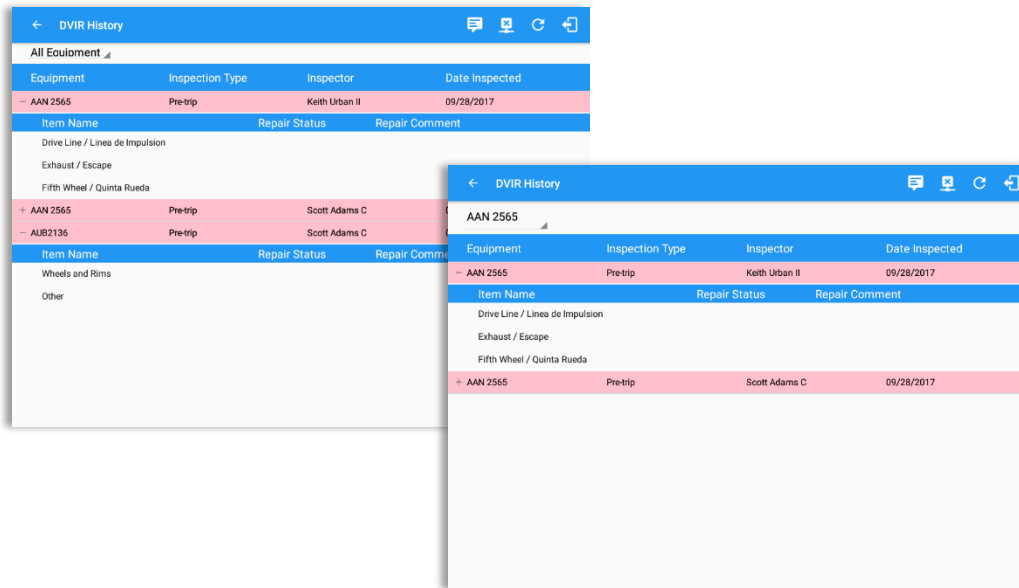 DVIR History
All Equipment
Equipment Inspection Type Inspector Date Inspected
− AAN 2565 Pre-trip Keith Urban II 09/28/2017
Item Name Repair Status Repair Comment
Drive Line / Linea de Impulsion
Exhaust / Escape
Fifth Wheel / Quinta Rueda
+ AAN 2565 Pre-trip Scott Adams C
− AUB2136 Pre-trip Scott Adams C
Item Name Repair Status Repair Comme
Wheels and Rims
Other
DVIR History
AAN 2565
Equipment Inspection Type Inspector Date Inspected
− AAN 2565 Pre-trip Keith Urban II 09/28/2017
Item Name Repair Status Repair Comment
Drive Line / Linea de Impulsion
Exhaust / Escape
Fifth Wheel / Quinta Rueda
+ AAN 2565 Pre-trip Scott Adams C 09/28/2017